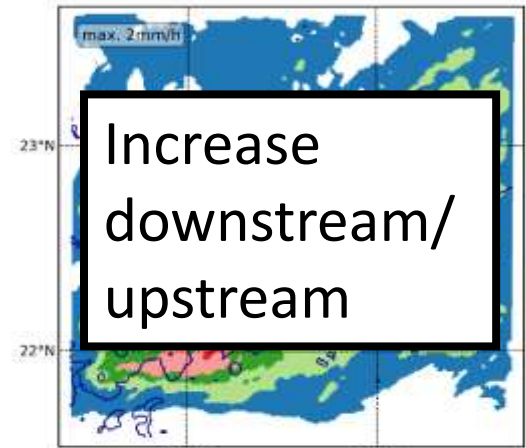 max. 2mm/h
23°N
Increase
downstream/
upstream
22°N